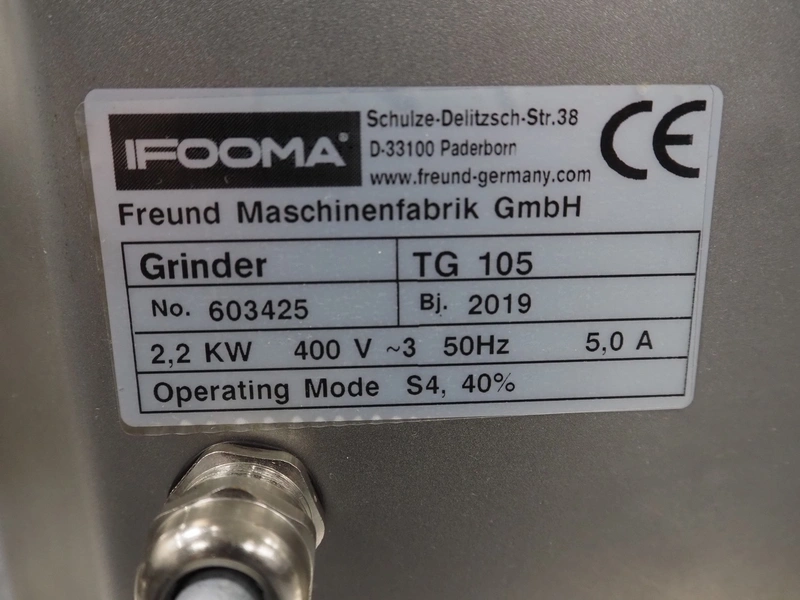 FOOMA®
Schulze-Delitzsch-Str.38
D-33100 Paderborn
www.freund-germany.com
CE
Freund Maschinenfabrik GmbH
Grinder TG 105
No. 603425 Bj. 2019
2,2 KW 400 V ~3 50Hz 5,0 A
Operating Mode S4, 40%